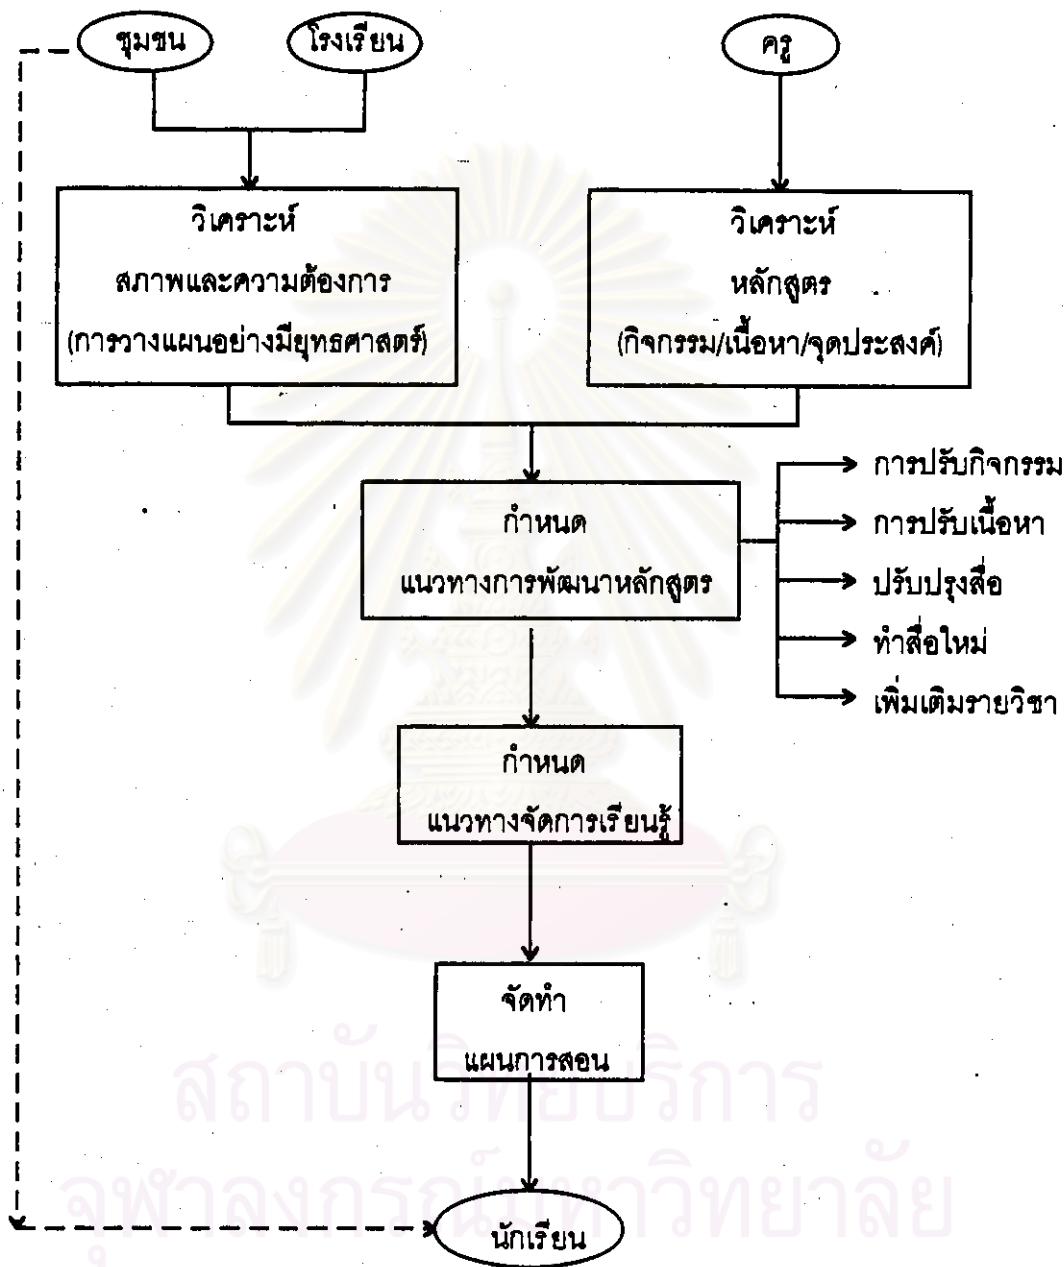 ชุมชน
โรงเรียน
ครู
วิเคราะห์
สภาพและความต้องการ
(การวางแผนอย่างมียุทธศาสตร์)
วิเคราะห์
หลักสูตร
(กิจกรรม/เนื้อหา/จุดประสงค์)
กำหนด
แนวทางการพัฒนาหลักสูตร
การปรับกิจกรรม
การปรับเนื้อหา
ปรับปรุงสื่อ
ทำสื่อใหม่
เพิ่มเติมรายวิชา
กำหนด
แนวทางจัดการเรียนรู้
จัดทำ
แผนการสอน
นักเรียน
สถาบันวิทยบริการ
จุฬาลงกรณ์มหาวิทยาลัย